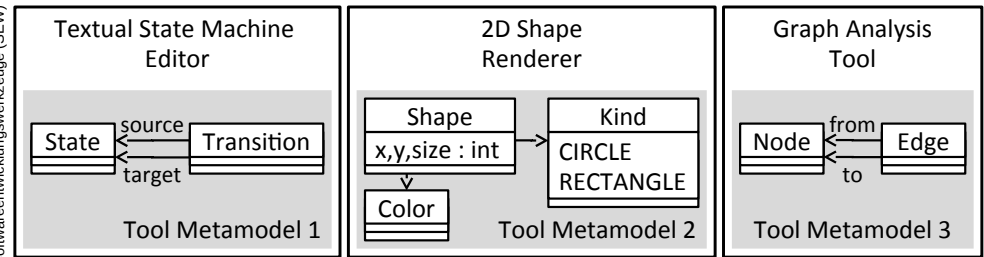 Textual State Machine
Editor
State
source
target
Transition
Tool Metamodel 1
2D Shape
Renderer
Shape
x,y,size : int
Color
Kind
CIRCLE
RECTANGLE
Tool Metamodel 2
Graph Analysis
Tool
Node
from
to
Edge
Tool Metamodel 3